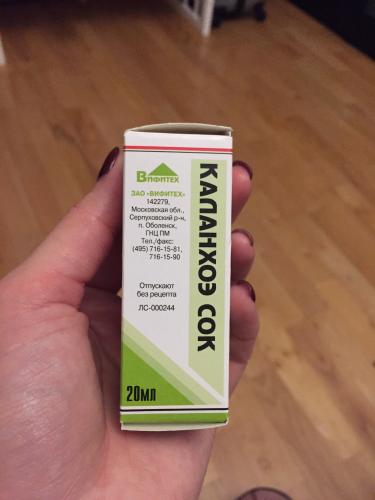 ВИФИТЕХ
ЗАО «ВИФИТЕХ»
142279,
Московская обл.,
Серпуховский р-н,
п. Оболенск,
ГНЦ ПМ
Тел./факс:
(495) 716-15-81,
716-15-90
Отпускают
без рецепта
ЛС-000244
20мл
КАЛАНХОЭ СОК